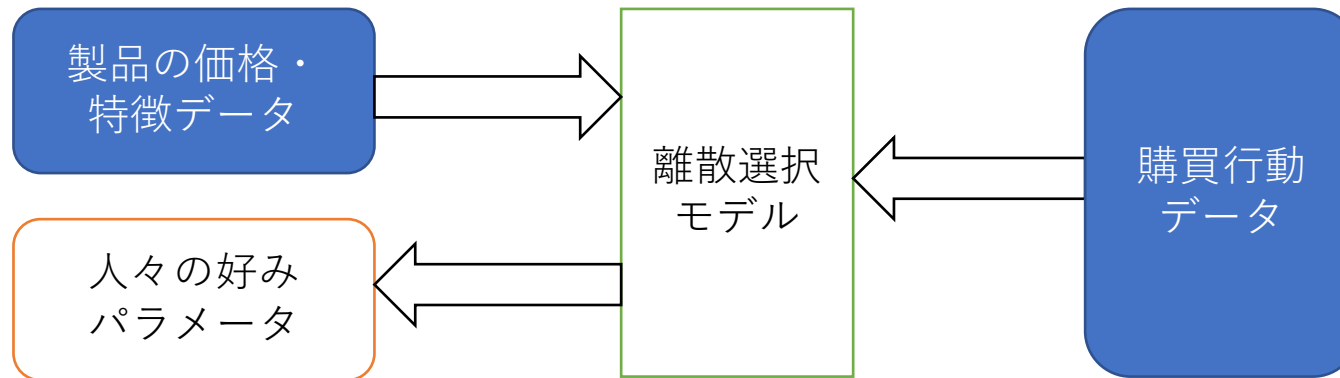 製品の価格・
特徴データ
人々の好み
パラメータ
離散選択
モデル
購買行動
データ